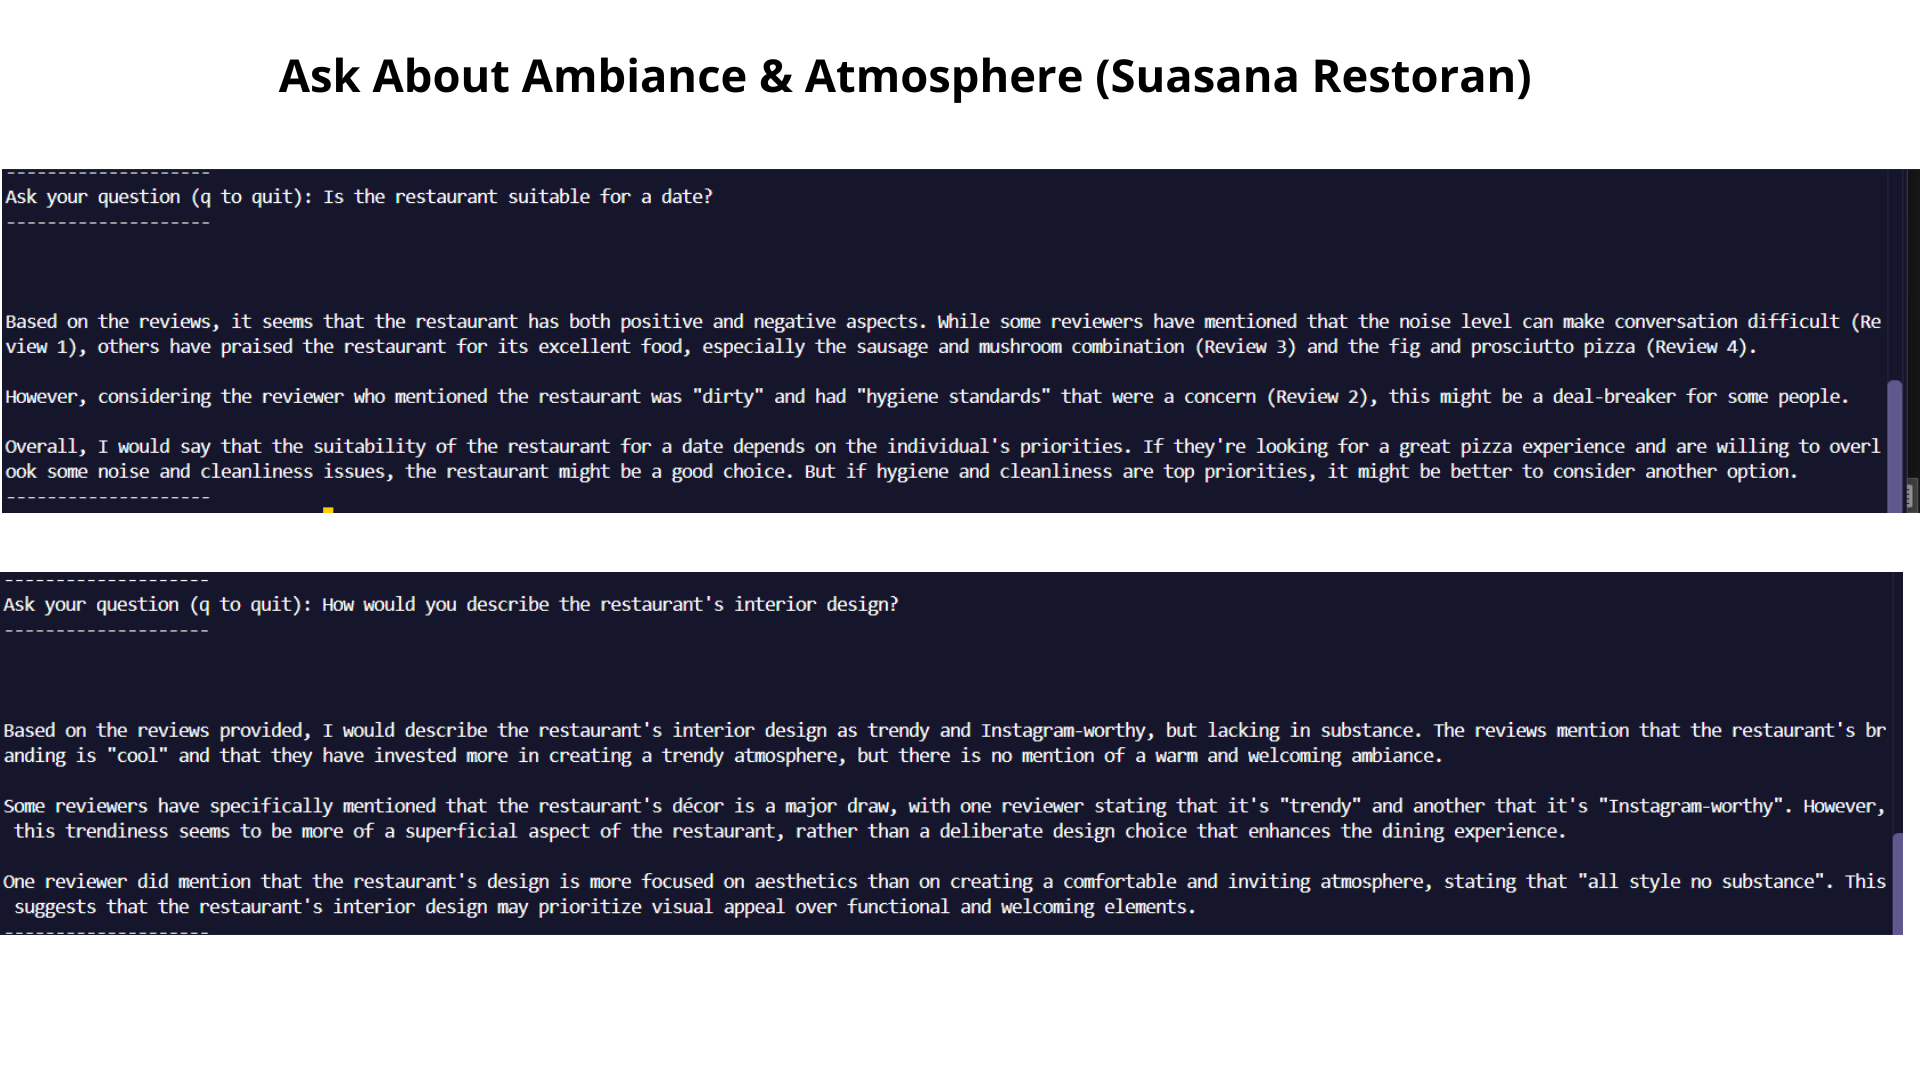 Ask About Ambiance & Atmosphere (Suasana Restoran)
--------------------
Ask your question (q to quit): Is the restaurant suitable for a date?
--------------------
Based on the reviews, it seems that the restaurant has both positive and negative aspects. While some reviewers have mentioned that the noise level can make conversation difficult (Re
view 1), others have praised the restaurant for its excellent food, especially the sausage and mushroom combination (Review 3) and the fig and prosciutto pizza (Review 4).
However, considering the reviewer who mentioned the restaurant was "dirty" and had "hygiene standards" that were a concern (Review 2), this might be a deal-breaker for some people.
Overall, I would say that the suitability of the restaurant for a date depends on the individual's priorities. If they're looking for a great pizza experience and are willing to overl
ook some noise and cleanliness issues, the restaurant might be a good choice. But if hygiene and cleanliness are top priorities, it might be better to consider another option.
--------------------
--------------------
Ask your question (q to quit): How would you describe the restaurant's interior design?
--------------------
Based on the reviews provided, I would describe the restaurant's interior design as trendy and Instagram-worthy, but lacking in substance. The reviews mention that the restaurant's br
anding is "cool" and that they have invested more in creating a trendy atmosphere, but there is no mention of a warm and welcoming ambiance.
Some reviewers have specifically mentioned that the restaurant's décor is a major draw, with one reviewer stating that it's "trendy" and another that it's "Instagram-worthy". However,
this trendiness seems to be more of a superficial aspect of the restaurant, rather than a deliberate design choice that enhances the dining experience.
One reviewer did mention that the restaurant's design is more focused on aesthetics than on creating a comfortable and inviting atmosphere, stating that "all style no substance". This
suggests that the restaurant's interior design may prioritize visual appeal over functional and welcoming elements.
--------------------